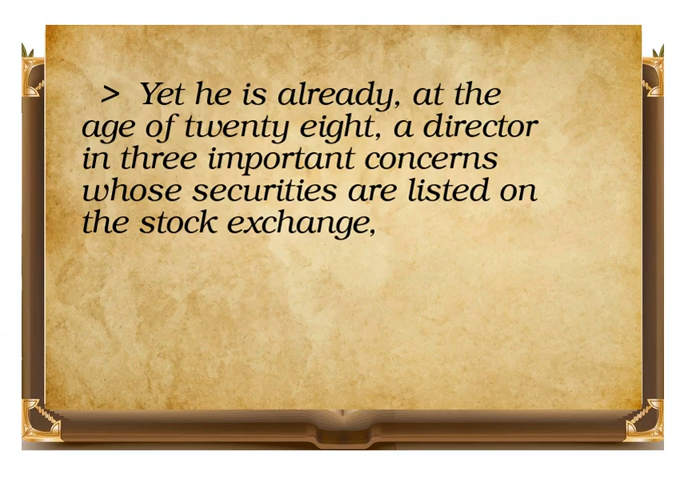 > Yet he is already, at the
age of twenty eight, a director
in three important concerns
whose securities are listed on
the stock exchange,